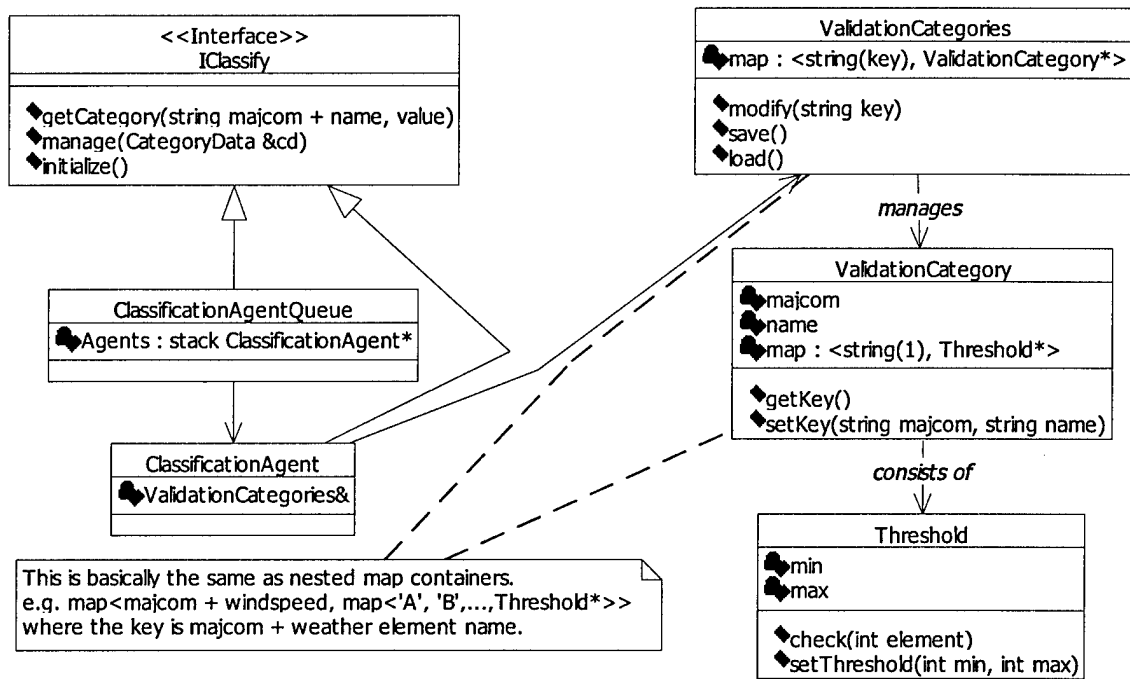 <<Interface>>
IClassify
getCategory(string majcom + name, value)
manage(CategoryData &cd)
initialize()
ValidationCategories
map : <string(key), ValidationCategory*>
modify(string key)
save()
load()
manages
ValidationCategory
majcom
name
map : <string(1), Threshold*>
getKey()
setKey(string majcom, string name)
ClassificationAgentQueue
Agents : stack ClassificationAgent*
ClassificationAgent
ValidationCategories&
consists of
Threshold
min
max
check(int element)
setThreshold(int min, int max)
This is basically the same as nested map containers.
e.g. map<majcom + windspeed, map<'A', 'B',...,Threshold*>>
where the key is majcom + weather element name.